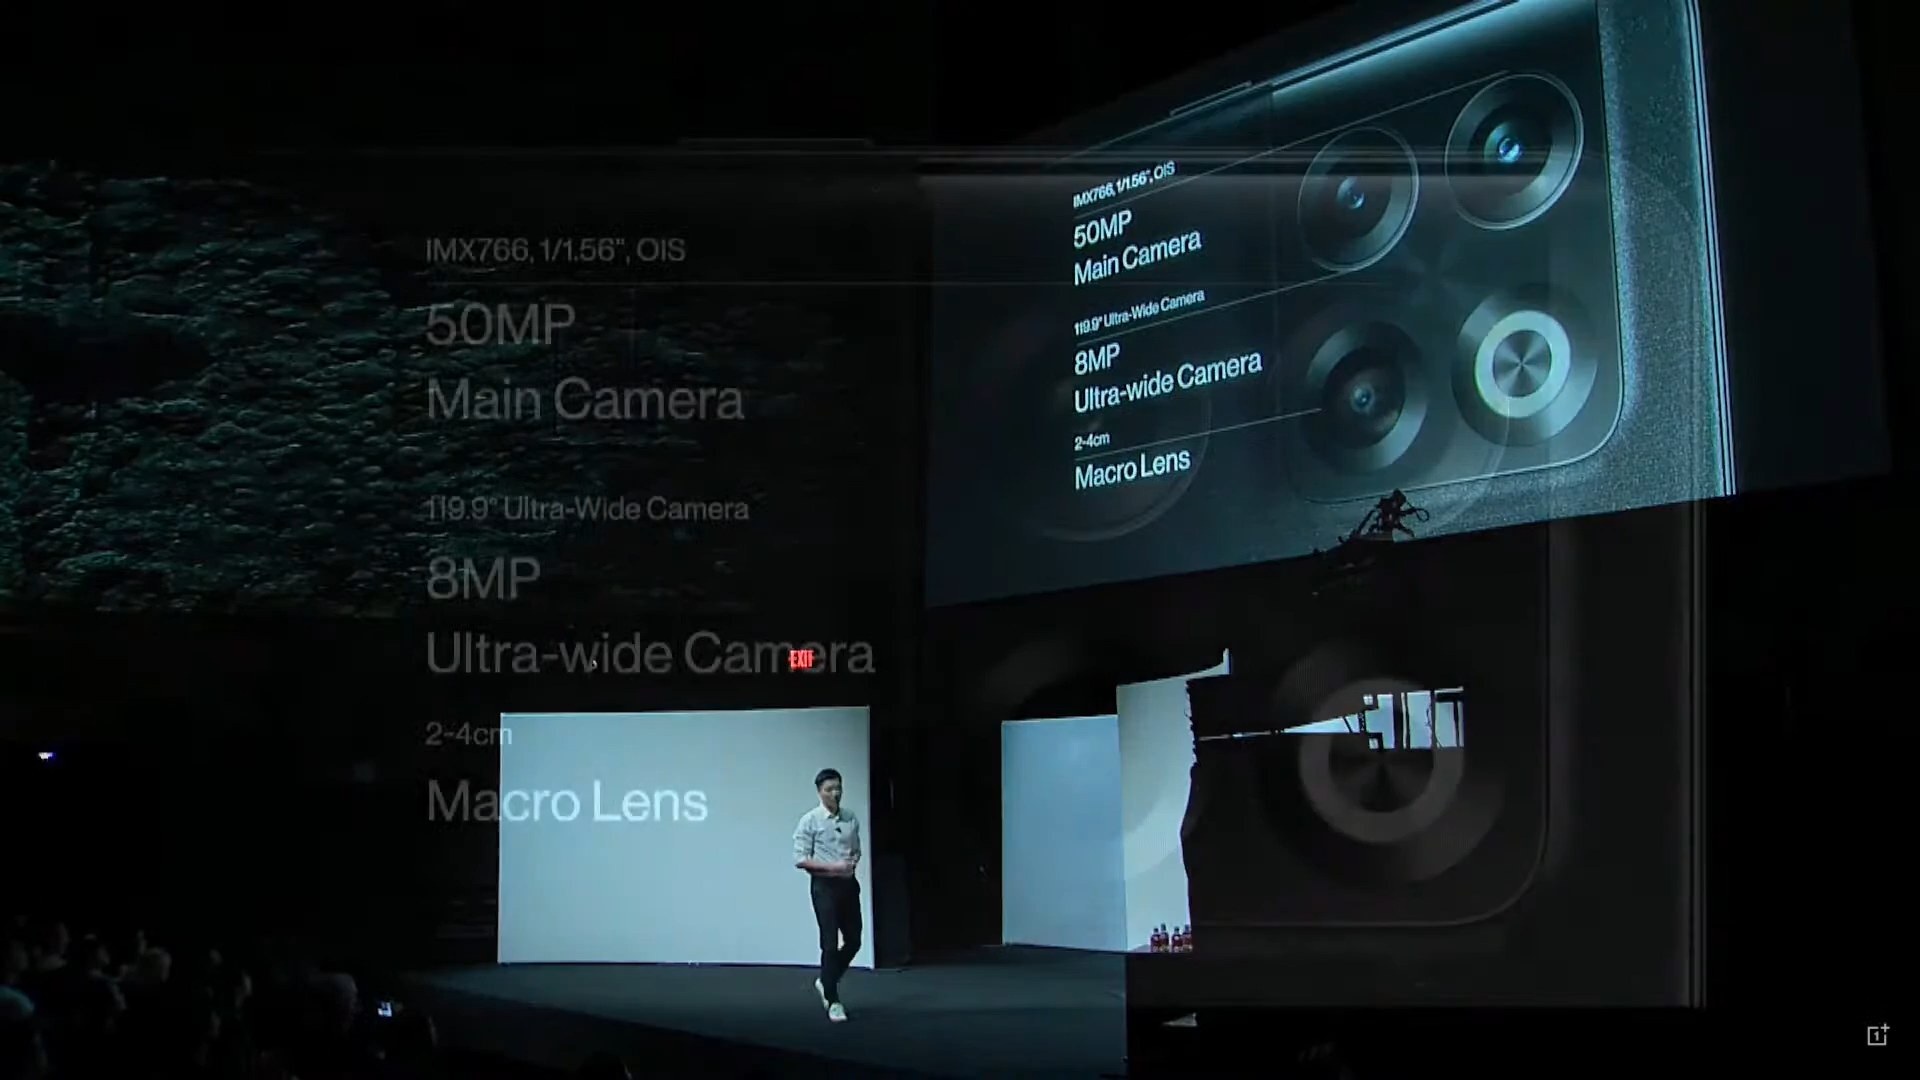 IMX766, 1/1.56", OIS
50MP
Main Camera
119.9° Ultra-Wide Camera
8MP
Ultra-wide Camera
2-4cm
Macro Lens
IMX766, 1/1.56", OIS
50MP
Main Camera
119.9° Ultra-Wide Camera
8MP
Ultra-wide Camera
2-4cm
Macro Lens
EXIT
1+